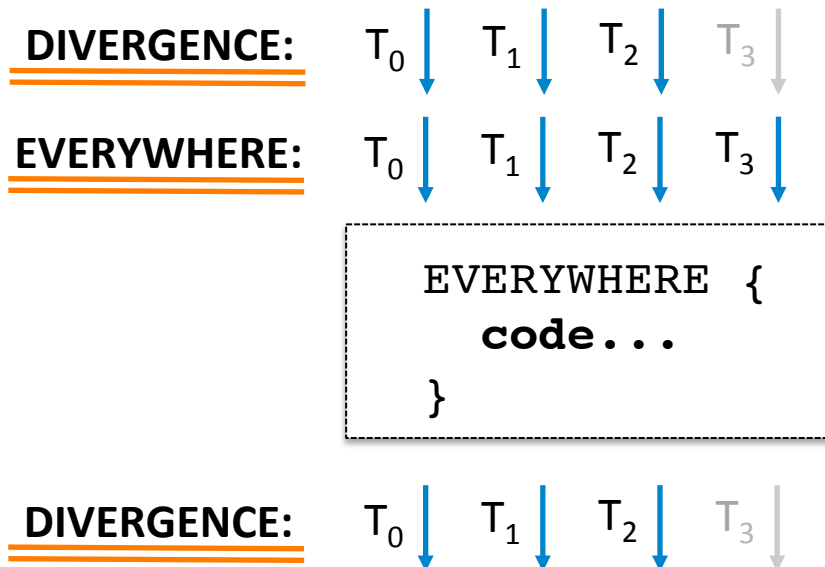 DIVERGENCE: T0 T1 T2 T3
EVERYWHERE: T0 T1 T2 T3
EVERYWHERE {
code...
}
DIVERGENCE: T0 T1 T2 T3